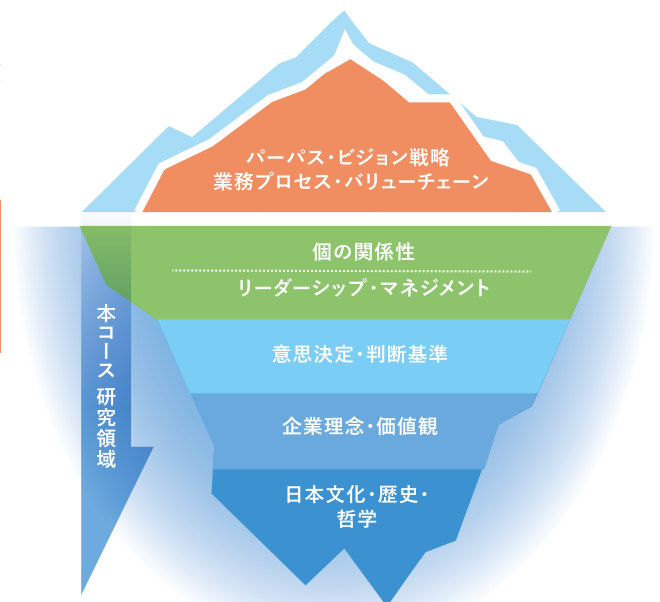 パーパス・ビジョン戦略
業務プロセス・バリューチェーン
個の関係性
リーダーシップ・マネジメント
意思決定・判断基準
企業理念・価値観
日本文化・歴史・
哲学
本コース 研究領域